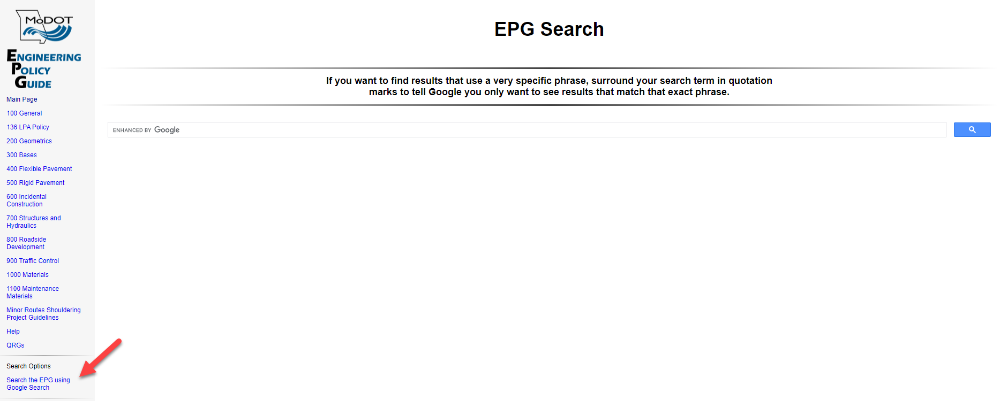 MoDOT
ENGINEERING
POLICY
GUIDE
Main Page
100 General
136 LPA Policy
200 Geometrics
300 Bases
400 Flexible Pavement
500 Rigid Pavement
600 Incidental
Construction
700 Structures and
Hydraulics
800 Roadside
Development
900 Traffic Control
1000 Materials
1100 Maintenance
Materials
Minor Routes Shouldering
Project Guidelines
Help
QRGs
Search Options
Search the EPG using
Google Search
EPG Search
If you want to find results that use a very specific phrase, surround your search term in quotation
marks to tell Google you only want to see results that match that exact phrase.
ENHANCED BY Google